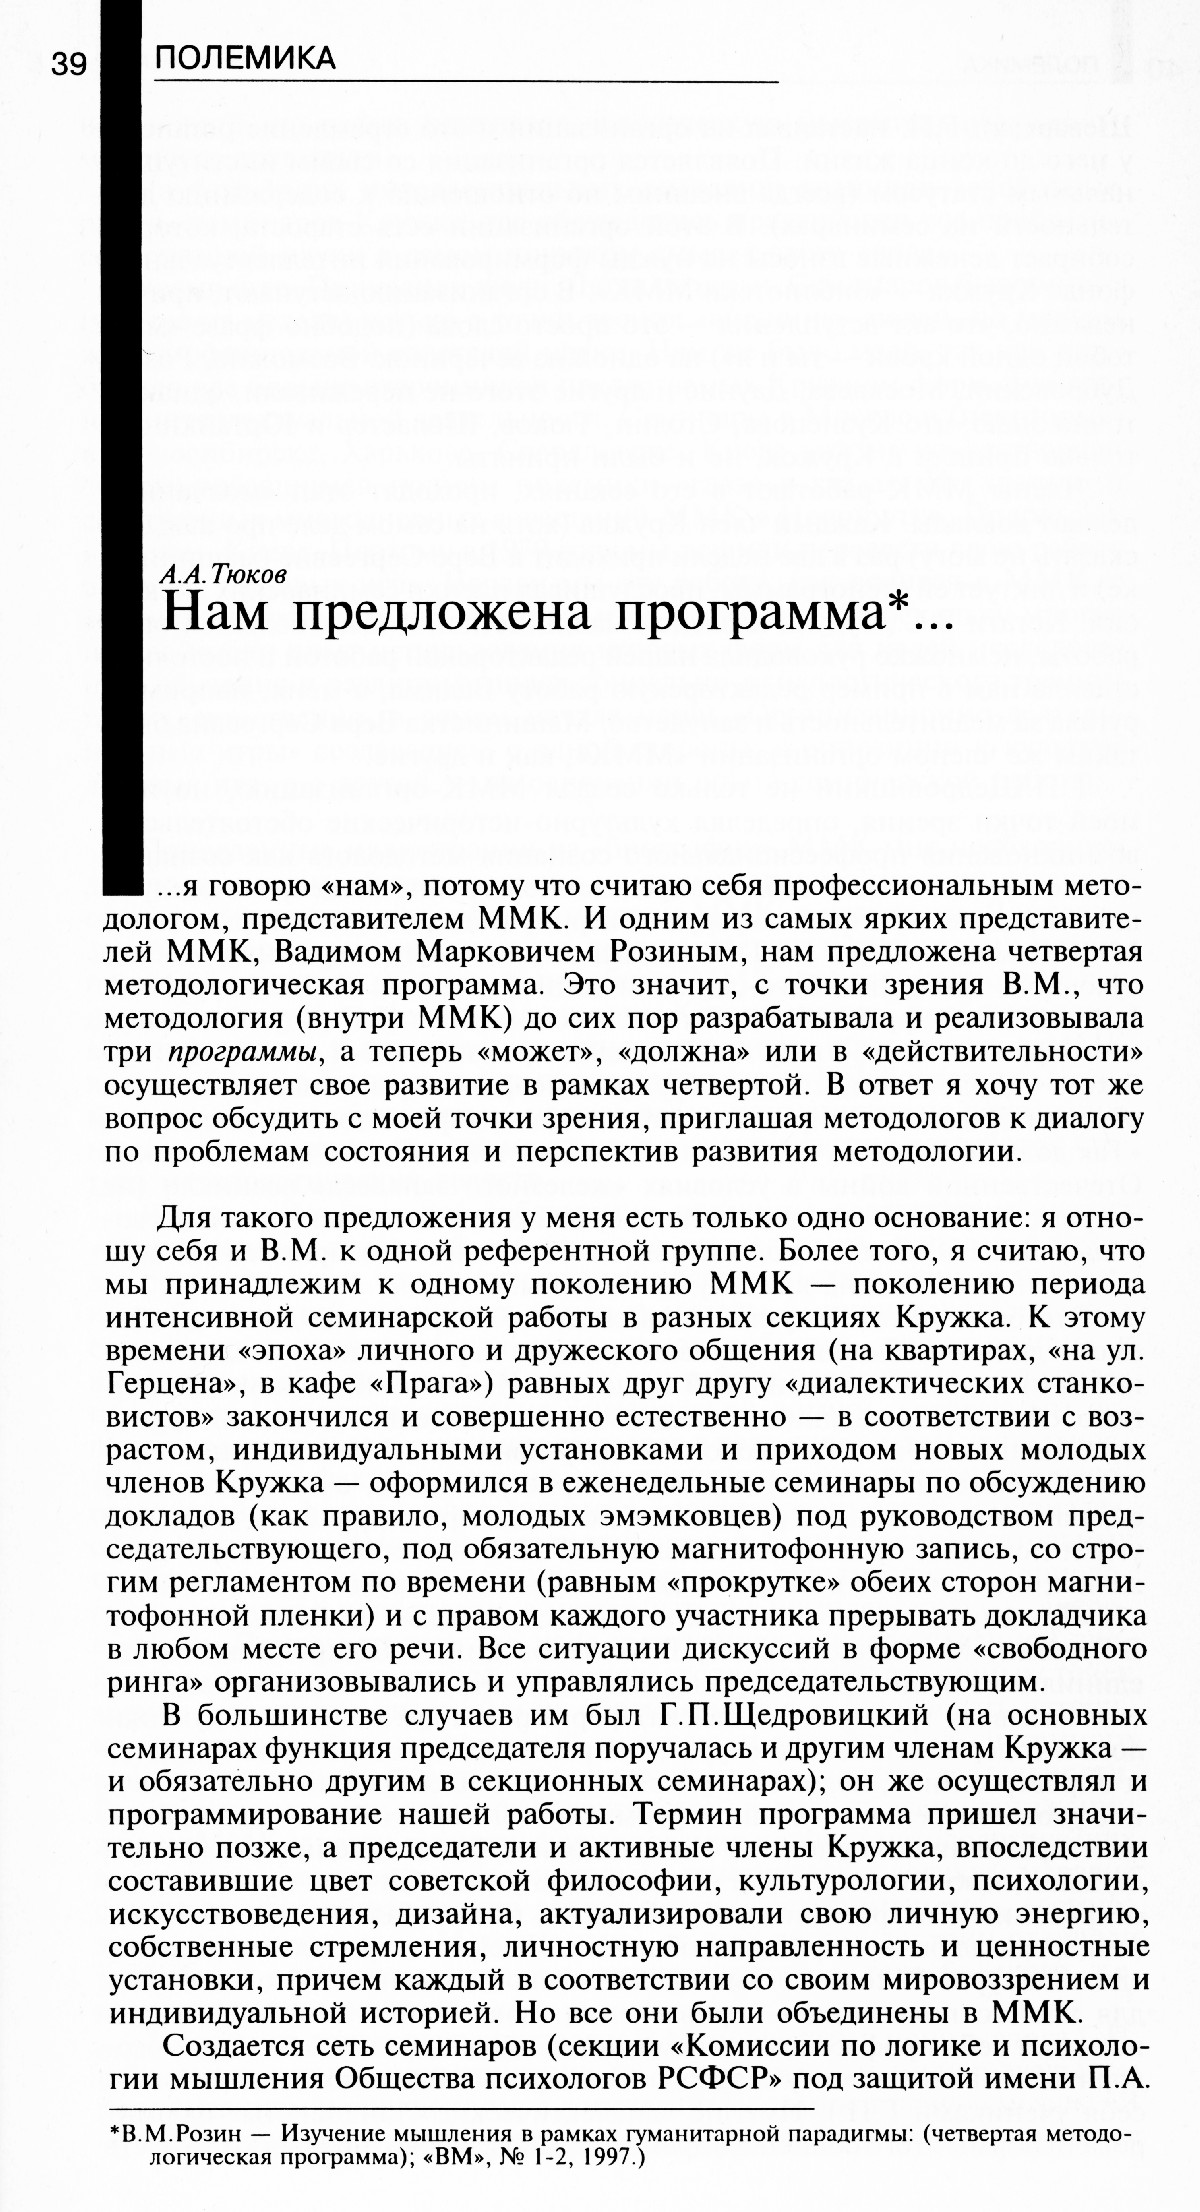 39
ПОЛЕМИКА
А.А.Тюков
Нам предложена программа*...
...я говорю «нам», потому что считаю себя профессиональным мето-
дологом, представителем ММК. И одним из самых ярких представите-
лей ММК, Вадимом Марковичем Розиным, нам предложена четвертая
методологическая программа. Это значит, с точки зрения В.М., что
методология (внутри ММК) до сих пор разрабатывала и реализовывала
три программы, а теперь «может», «должна» или в «действительности»
осуществляет свое развитие в рамках четвертой. В ответ я хочу тот же
вопрос обсудить с моей точки зрения, приглашая методологов к диалогу
по проблемам состояния и перспектив развития методологии.
Для такого предложения у меня есть только одно основание: я отно-
шу себя и В.М. к одной референтной группе. Более того, я считаю, что
мы принадлежим к одному поколению ММК — поколению периода
интенсивной семинарской работы в разных секциях Кружка. К этому
времени «эпоха» личного и дружеского общения (на квартирах, «на ул.
Герцена», в кафе «Прага») равных друг другу «диалектических станко-
вистов» закончился и совершенно естественно — в соответствии с воз-
растом, индивидуальными установками и приходом новых молодых
членов Кружка — оформился в еженедельные семинары по обсуждению
докладов (как правило, молодых эмэмковцев) под руководством пред-
седательствующего, под обязательную магнитофонную запись, со стро-
гим регламентом по времени (равным «прокрутке» обеих сторон магни-
тофонной пленки) и с правом каждого участника прерывать докладчика
в любом месте его речи. Все ситуации дискуссий в форме «свободного
ринга» организовывались и управлялись председательствующим.
В большинстве случаев им был Г.П.Щедровицкий (на основных
семинарах функция председателя поручалась и другим членам Кружка —
и обязательно другим в секционных семинарах); он же осуществлял и
программирование нашей работы. Термин программа пришел значи-
тельно позже, а председатели и активные члены Кружка, впоследствии
составившие цвет советской философии, культурологии, психологии,
искусствоведения, дизайна, актуализировали свою личную энергию,
собственные стремления, личностную направленность и ценностные
установки, причем каждый в соответствии со своим мировоззрением и
индивидуальной историей. Но все они были объединены в ММК.
Создается сеть семинаров (секции «Комиссии по логике и психоло-
гии мышления Общества психологов РСФСР» под защитой имени П.А.
*В.М.Розин — Изучение мышления в рамках гуманитарной парадигмы: (четвертая методо-
логическая программа); «ВМ», № 1-2, 1997.)